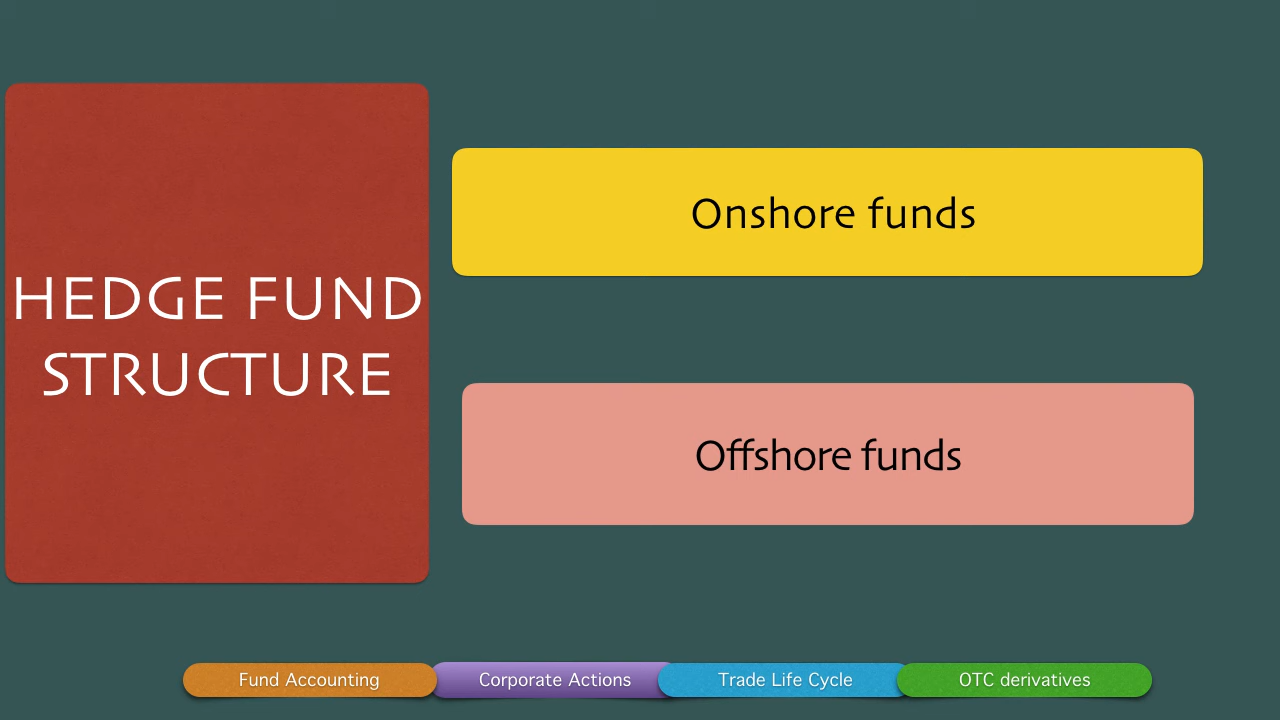 HEDGE FUND
STRUCTURE
Onshore funds
Offshore funds
Fund Accounting
Corporate Actions
Trade Life Cycle
OTC derivatives